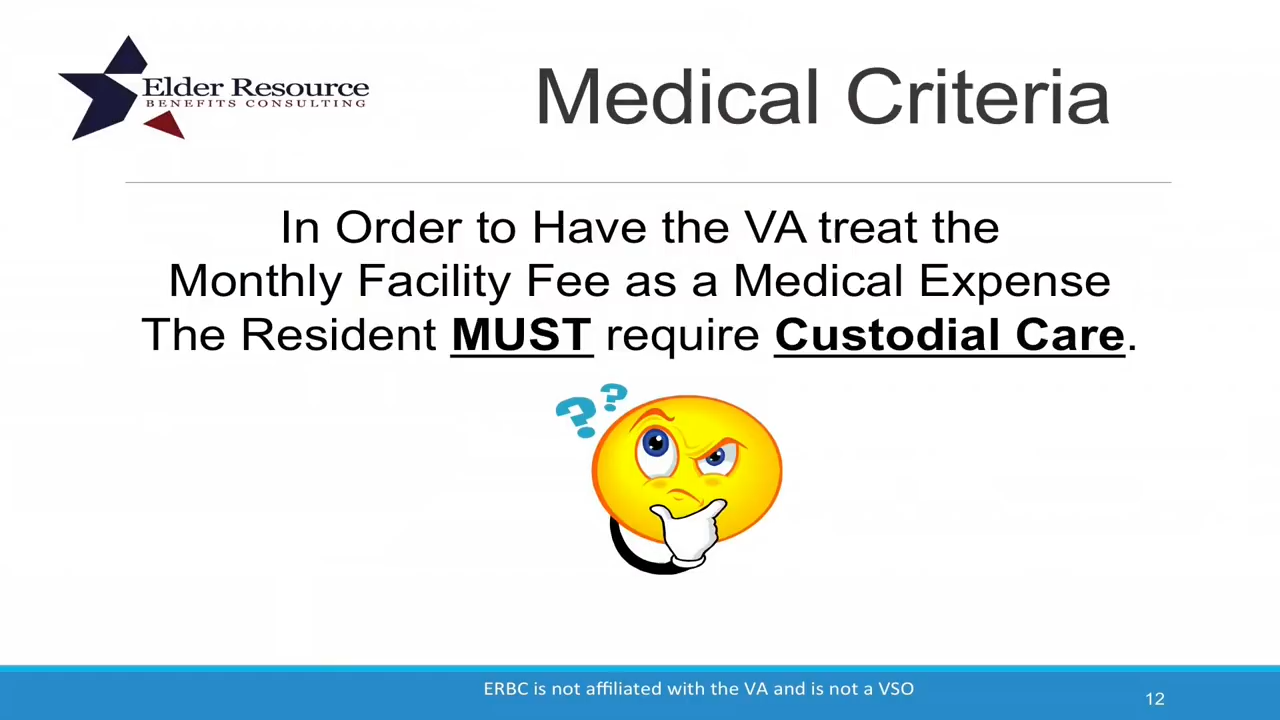 Elder Resource
BENEFITS CONSULTING
Medical Criteria
In Order to Have the VA treat the
Monthly Facility Fee as a Medical Expense
The Resident MUST require Custodial Care.
? ?
ERBC is not affiliated with the VA and is not a VSO
12